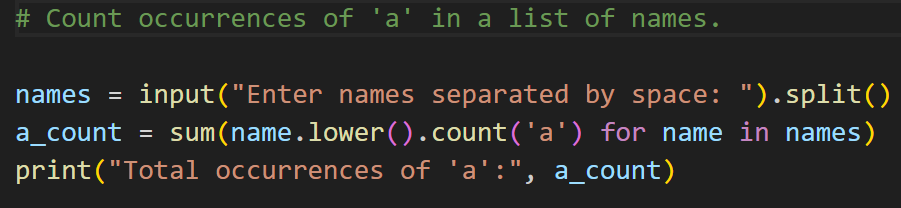 # Count occurrences of 'a' in a list of names.
names = input("Enter names separated by space: ").split()
a_count = sum(name.lower().count('a') for name in names)
print("Total occurrences of 'a':", a_count)